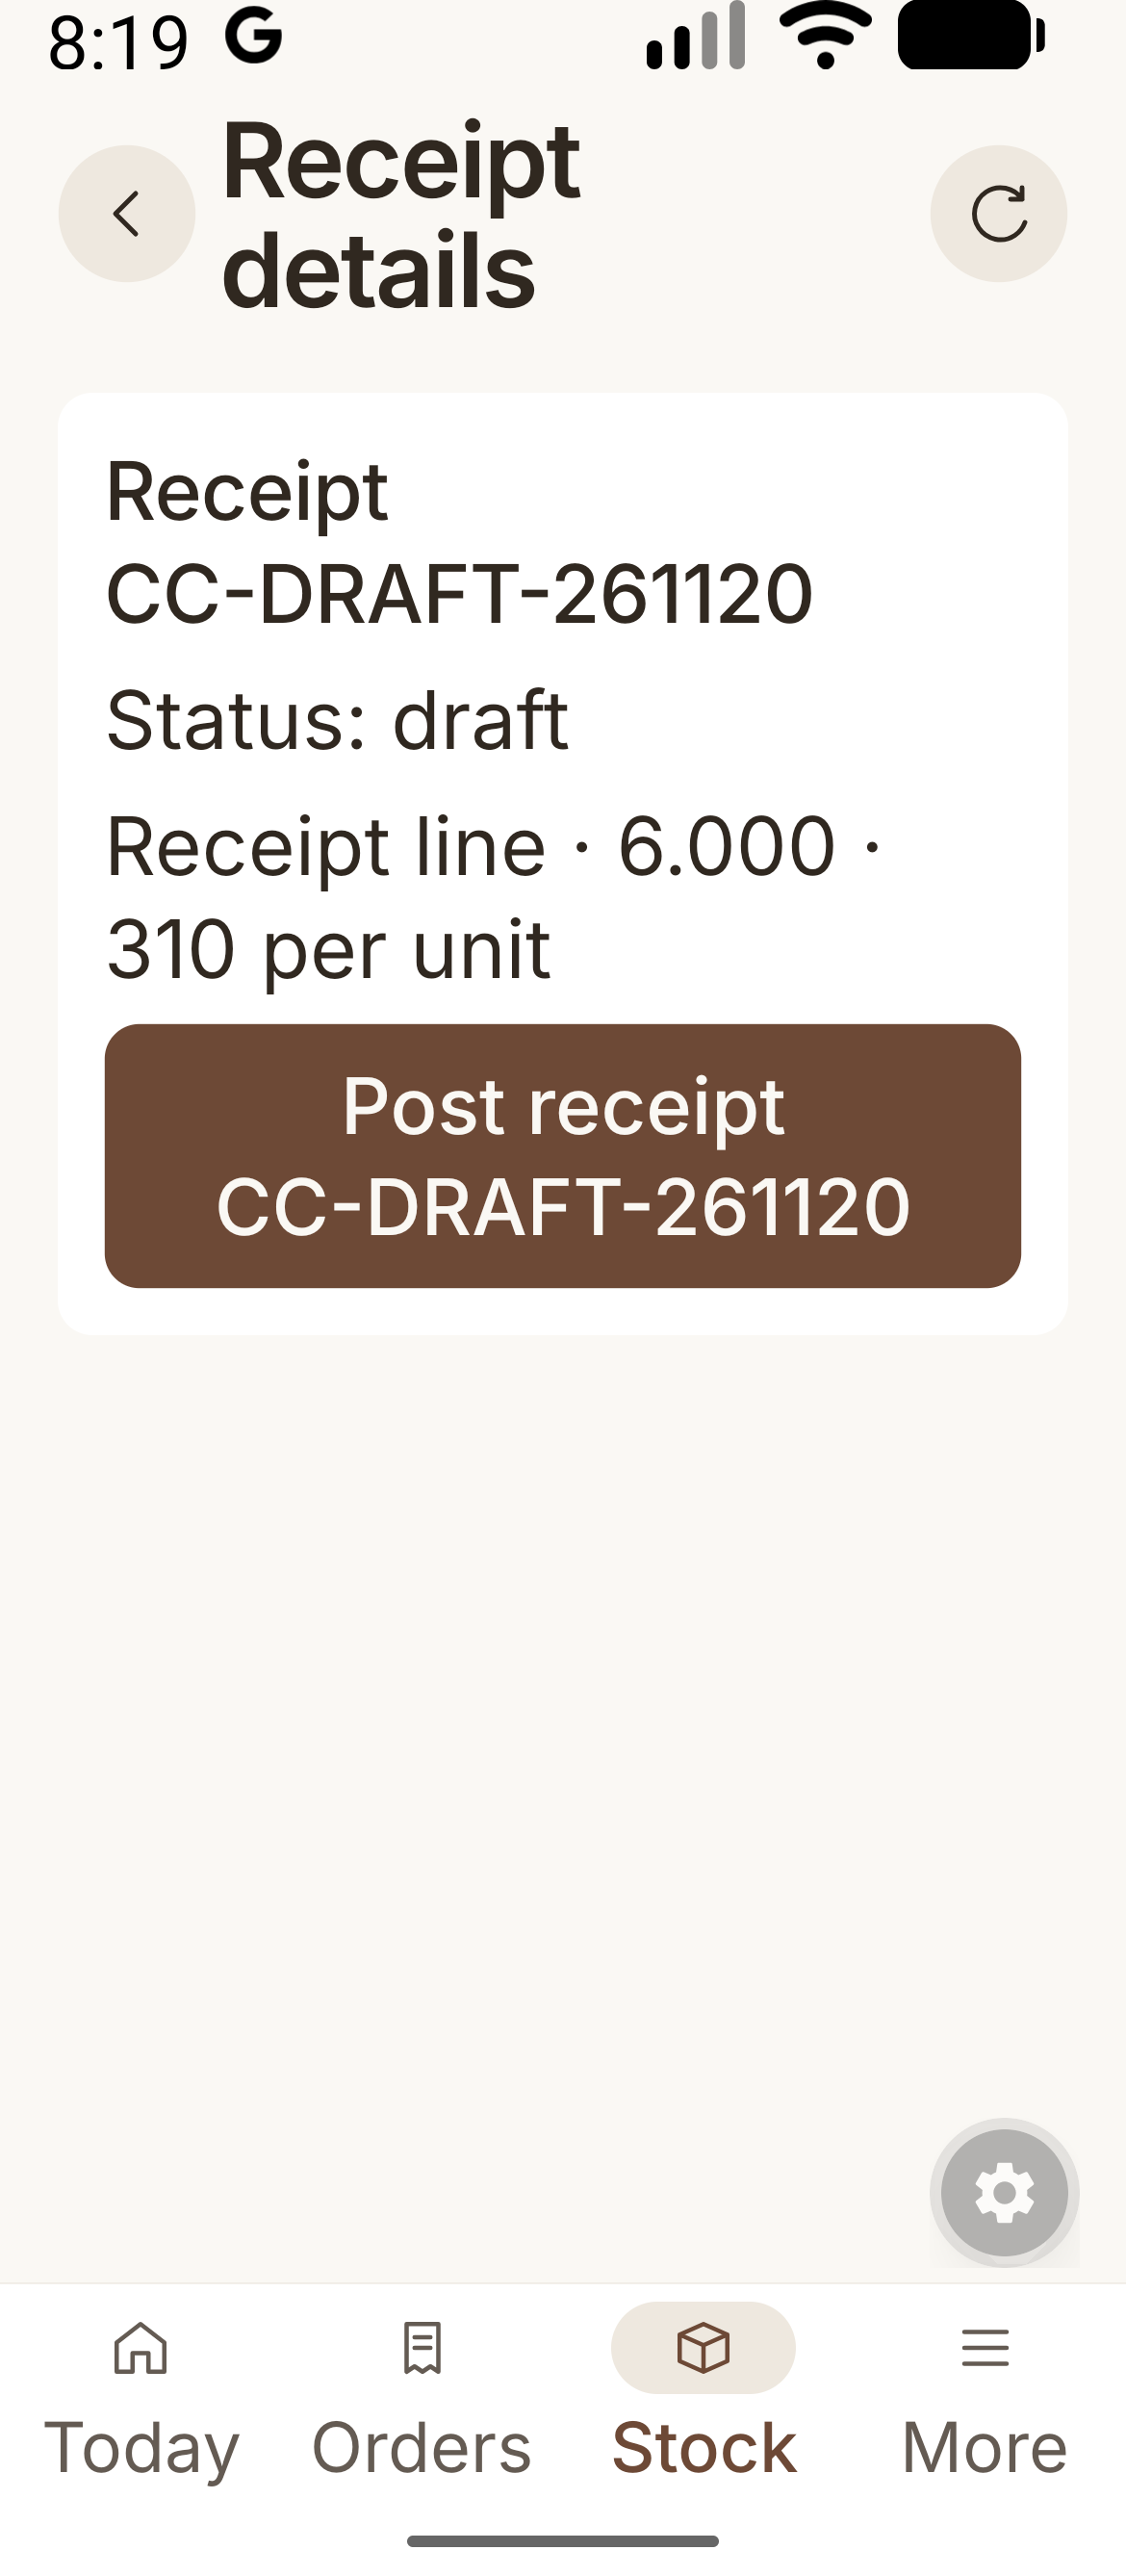 8:19
Receipt
details
Receipt
CC-DRAFT-261120
Status: draft
Receipt line · 6.000 ·
310 per unit
Post receipt
CC-DRAFT-261120
Today
Orders
Stock
More